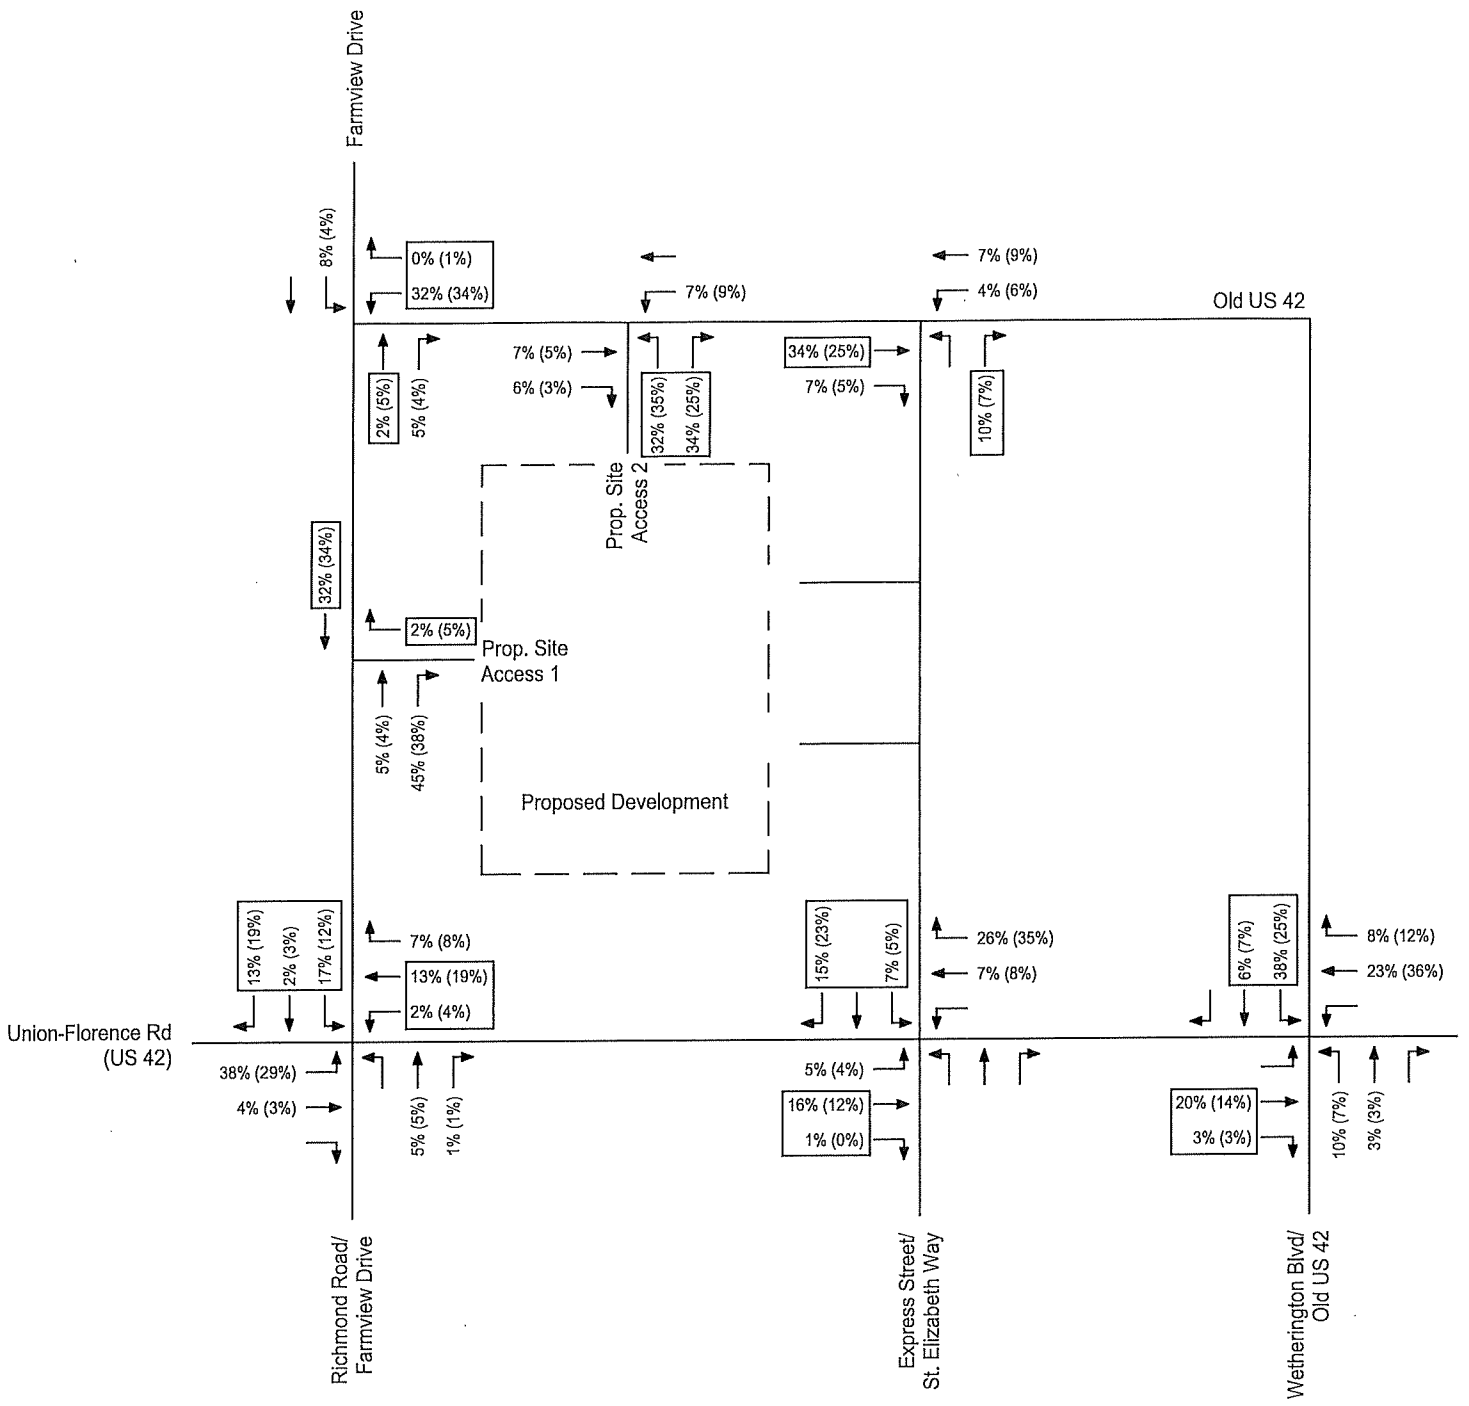 Farmview Drive
8% (4%)
0% (1%)
32% (34%)
7% (9%)
7% (9%)
4% (6%)
Old US 42
2% (5%)
5% (4%)
7% (5%)
6% (3%)
32% (35%)
34% (25%)
34% (25%)
7% (5%)
10% (7%)
Prop. Site
Access 2
32% (34%)
2% (5%)
Prop. Site
Access 1
5% (4%)
45% (38%)
Proposed Development
13% (19%)
2% (3%)
17% (12%)
7% (8%)
13% (19%)
2% (4%)
15% (23%)
7% (5%)
26% (35%)
7% (8%)
6% (7%)
38% (25%)
8% (12%)
23% (36%)
Union-Florence Rd
(US 42)
38% (29%)
4% (3%)
5% (5%)
1% (1%)
5% (4%)
16% (12%)
1% (0%)
20% (14%)
3% (3%)
10% (7%)
3% (3%)
Richmond Road/
Farmview Drive
Express Street/
St. Elizabeth Way
Wetherington Blvd/
Old US 42